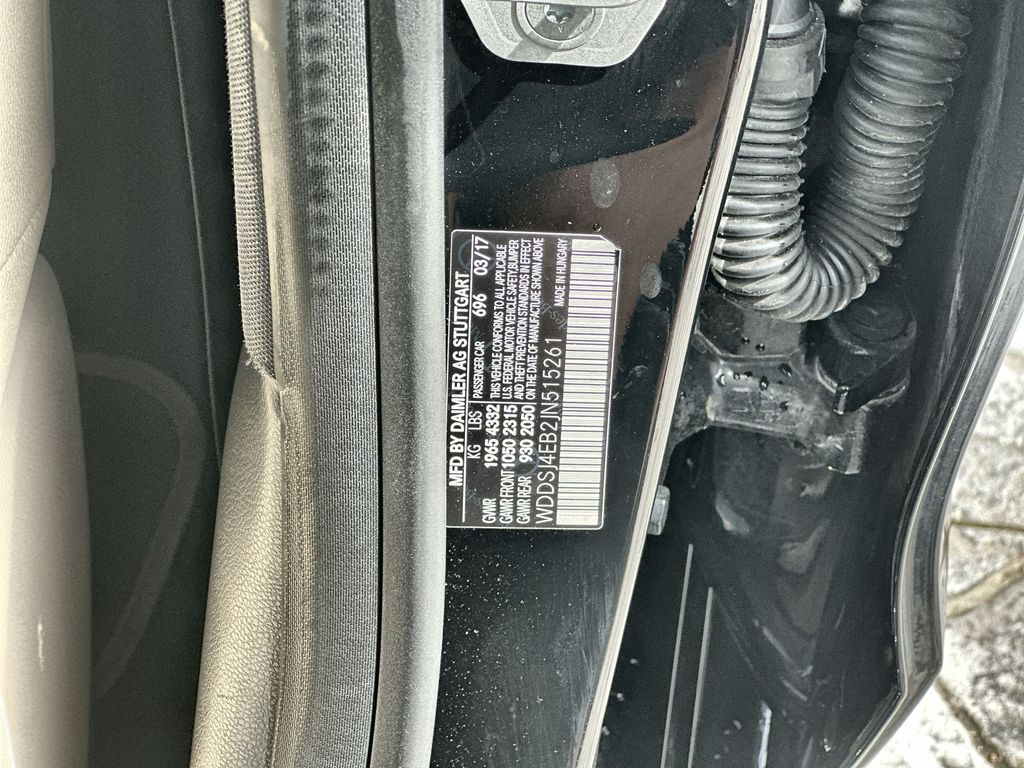 MFD BY DAIMLER AG STUTTGART
KG LBS PASSENGER CAR 696 03/17
GAWR 1965 4332 THIS VEHICLE CONFORMS TO ALL APPLICABLE
GAWR FRONT 1050 2315 U.S. FEDERAL MOTOR VEHICLE SAFETY, BUMPER
GAWR REAR 930 2050 AND THEFT PREVENTION STANDARDS IN EFFECT
ON THE DATE OF MANUFACTURE SHOWN ABOVE
WDDSJ4EB2JN515261 MADE IN HUNGARY